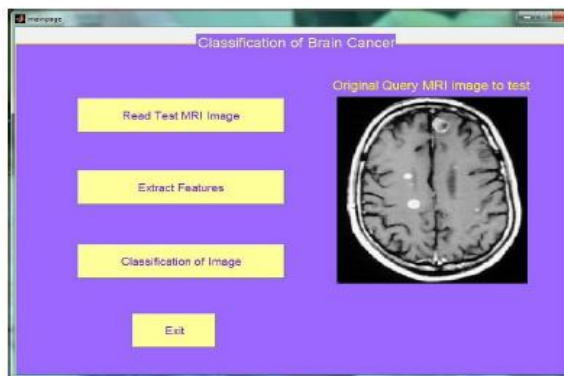 mainpage
Classification of Brain Cancer
Original Query MRI image to test
Read Test MRI Image
Extract Features
Classification of Image
Exit